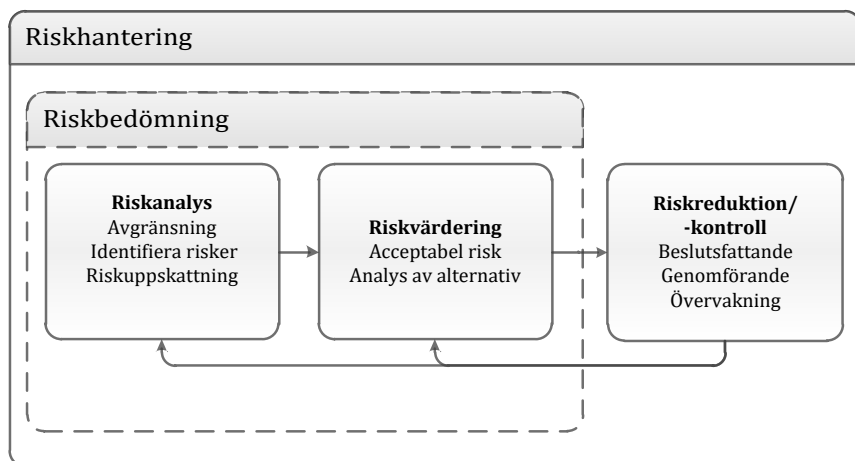 Riskhantering
Riskbedömning
Riskanalys
Avgränsning
Identifiera risker
Riskuppskattning
Riskvärdering
Acceptabel risk
Analys av alternativ
Riskreduktion/
-kontroll
Beslutsfattande
Genomförande
Övervakning